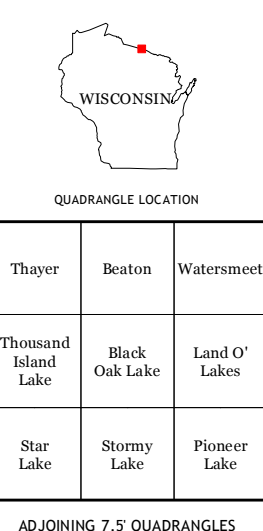 WISCONSIN
QUADRANGLE LOCATION
Thayer
Beaton
Watersmeet
Thousand
Island
Lake
Black
Oak Lake
Land O'
Lakes
Star
Lake
Stormy
Lake
Pioneer
Lake
ADJOINING 7.5' QUADRANGLES